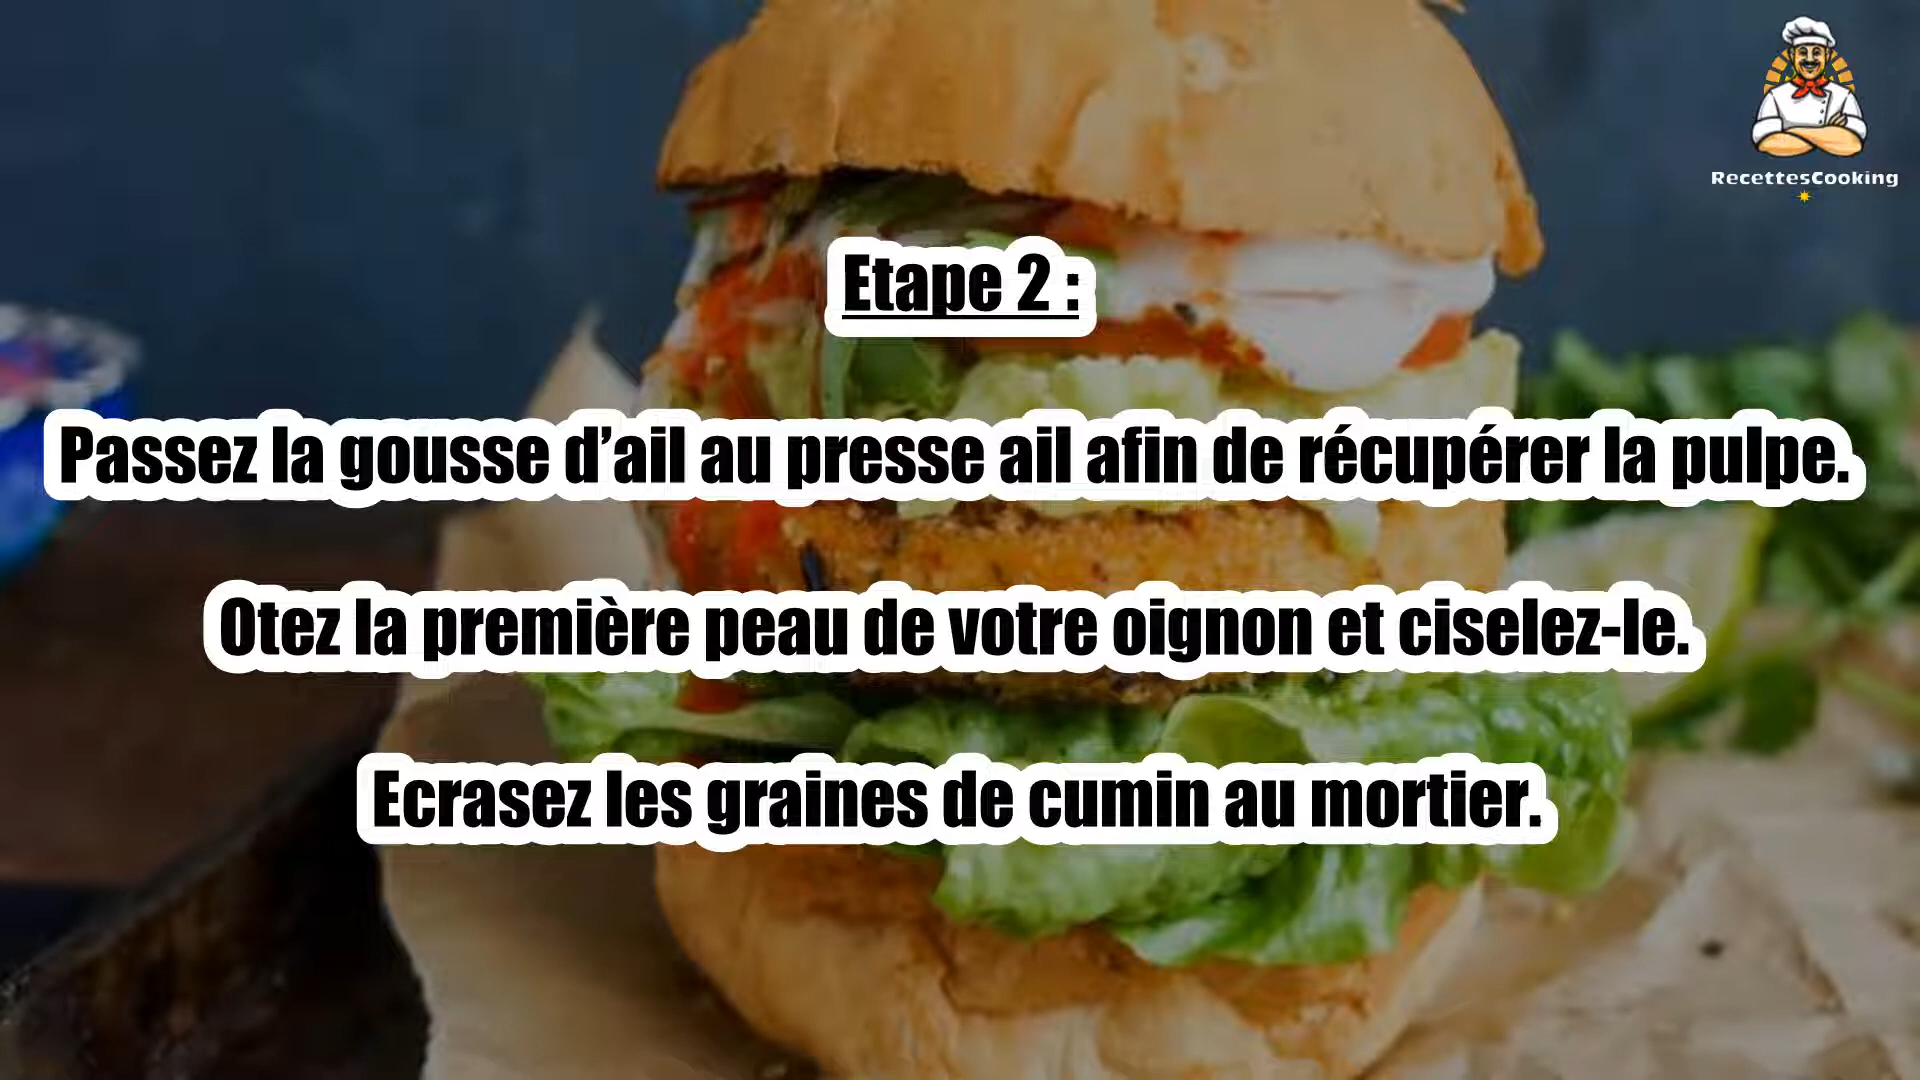 RecettesCooking
Etape 2 :
Passez la gousse d’ail au presse ail afin de récupérer la pulpe.
Otez la première peau de votre oignon et ciselez-le.
Ecrasez les graines de cumin au mortier.